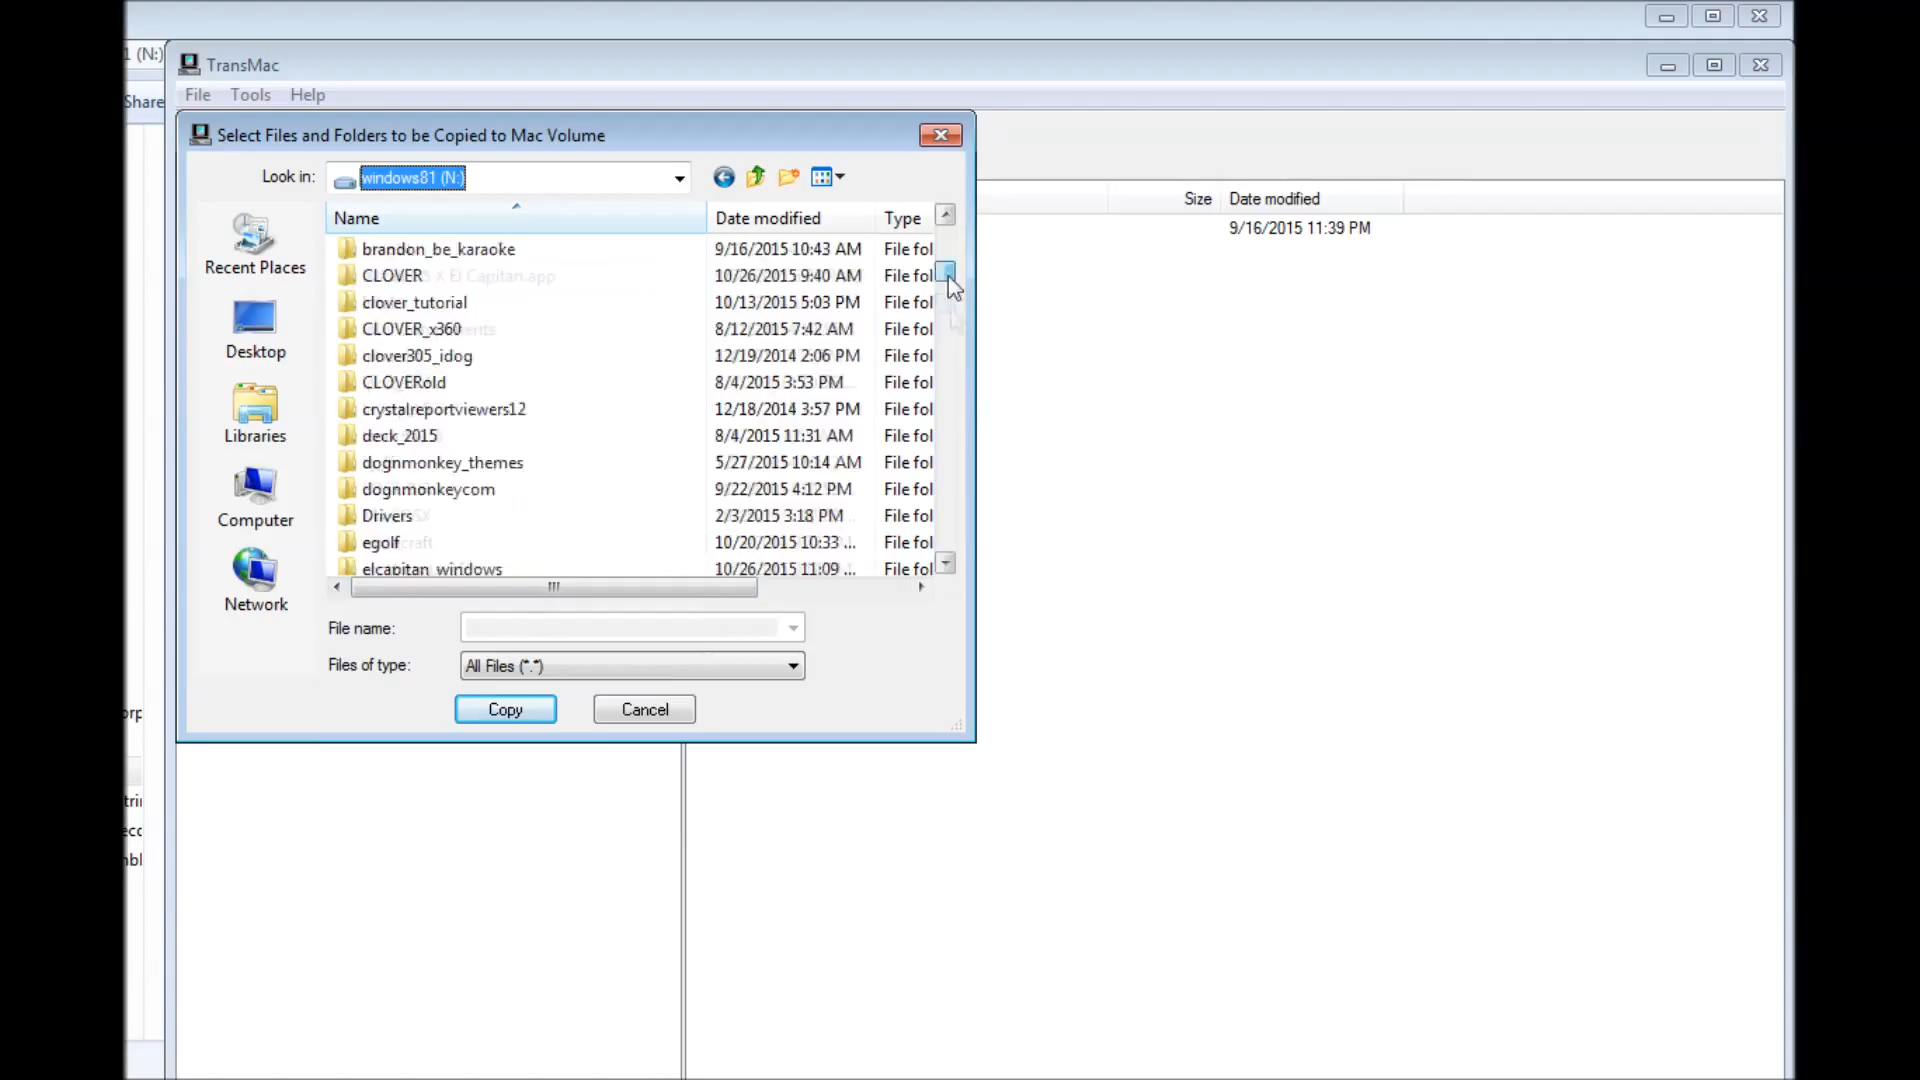 1 (N:)
TransMac
File Tools Help
Share
Select Files and Folders to be Copied to Mac Volume
Look in: windows81 (N:)
Name Date modified Type
Size Date modified
9/16/2015 11:39 PM
Recent Places
Desktop
Libraries
Computer
Network
brandon_be_karaoke 9/16/2015 10:43 AM File fol
CLOVER 10/26/2015 9:40 AM File fol
clover_tutorial 10/13/2015 5:03 PM File fol
CLOVER_x360 8/12/2015 7:42 AM File fol
clover305_idog 12/19/2014 2:06 PM File fol
CLOVERold 8/4/2015 3:53 PM File fol
crystalreportviewers12 12/18/2014 3:57 PM File fol
deck_2015 8/4/2015 11:31 AM File fol
dognmonkey_themes 5/27/2015 10:14 AM File fol
dognmonkeycom 9/22/2015 4:12 PM File fol
Drivers 2/3/2015 3:18 PM File fol
egolf 10/20/2015 10:33 ... File fol
elcapitan_windows 10/26/2015 11:09 ... File fol
File name:
Files of type: All Files (*.*)
Copy Cancel
orp
trin
ecc
mbl